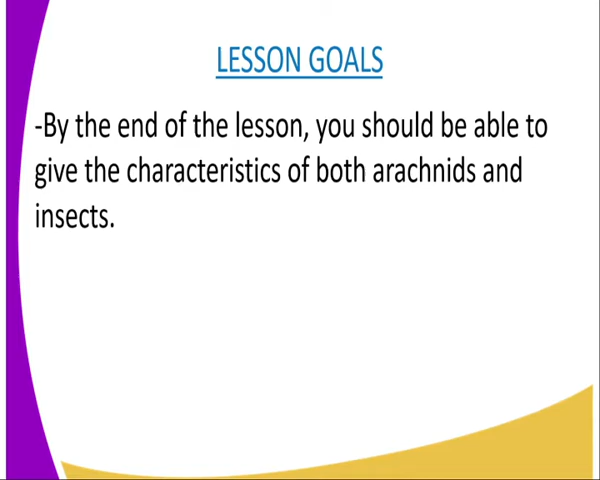 LESSON GOALS
-By the end of the lesson, you should be able to
give the characteristics of both arachnids and
insects.